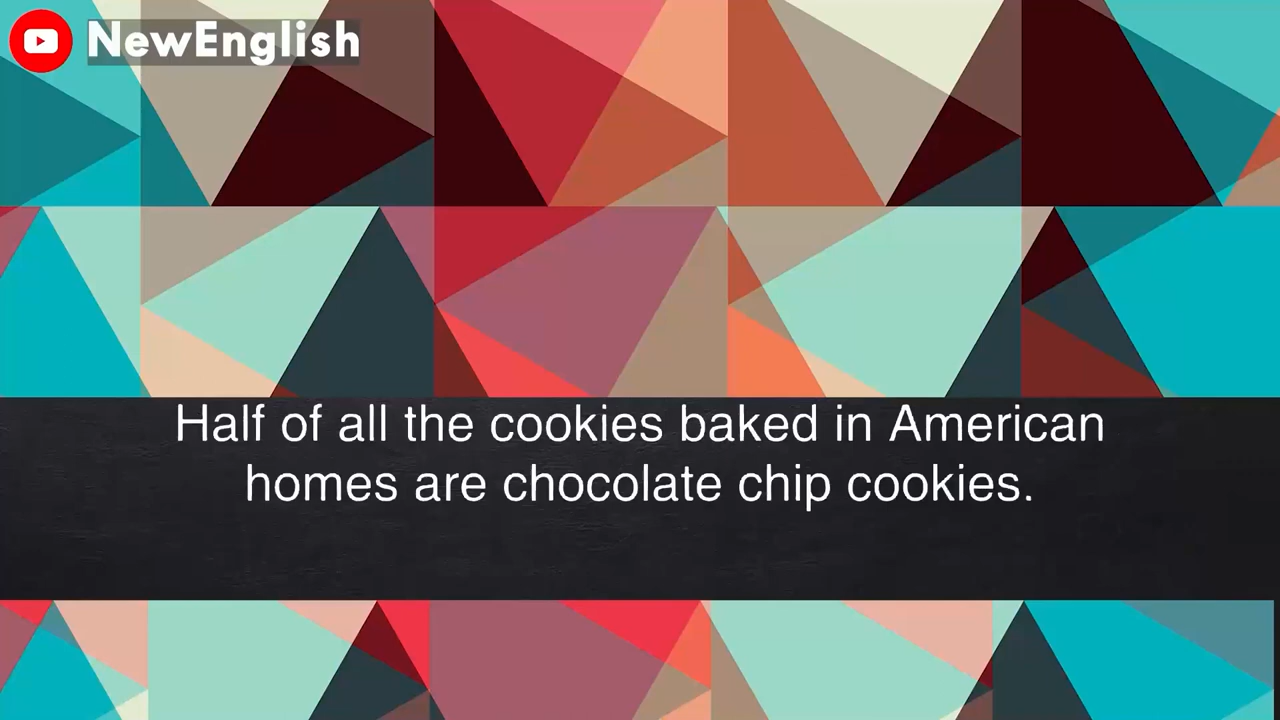 NewEnglish
Half of all the cookies baked in American
homes are chocolate chip cookies.